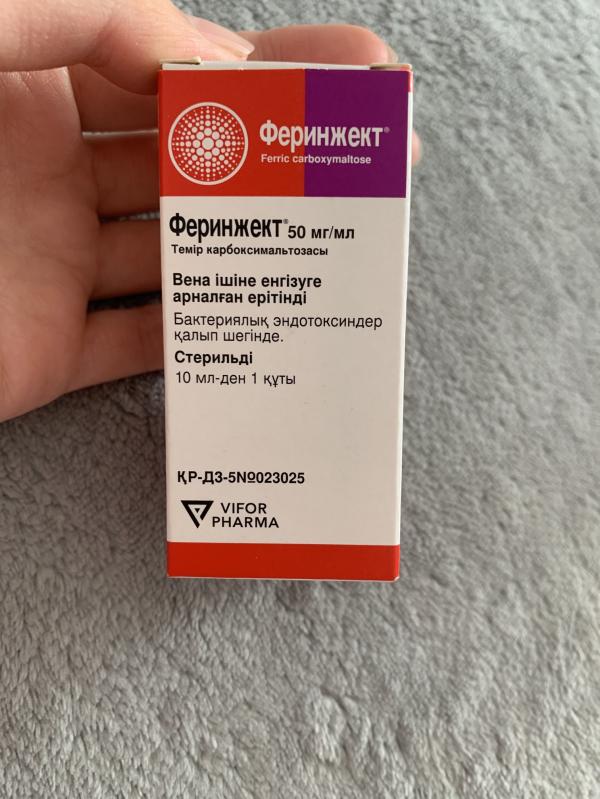 Феринжект®
Ferric carboxymaltose
Феринжект® 50 мг/мл
Темір карбоксимальтозасы
Вена ішіне енгізуге
арналған ерітінді
Бактериялық эндотоксиндер
қалып шегінде.
Стерильді
10 мл-ден 1 құты
ҚР-ДЗ-5№023025
VIFOR
PHARMA